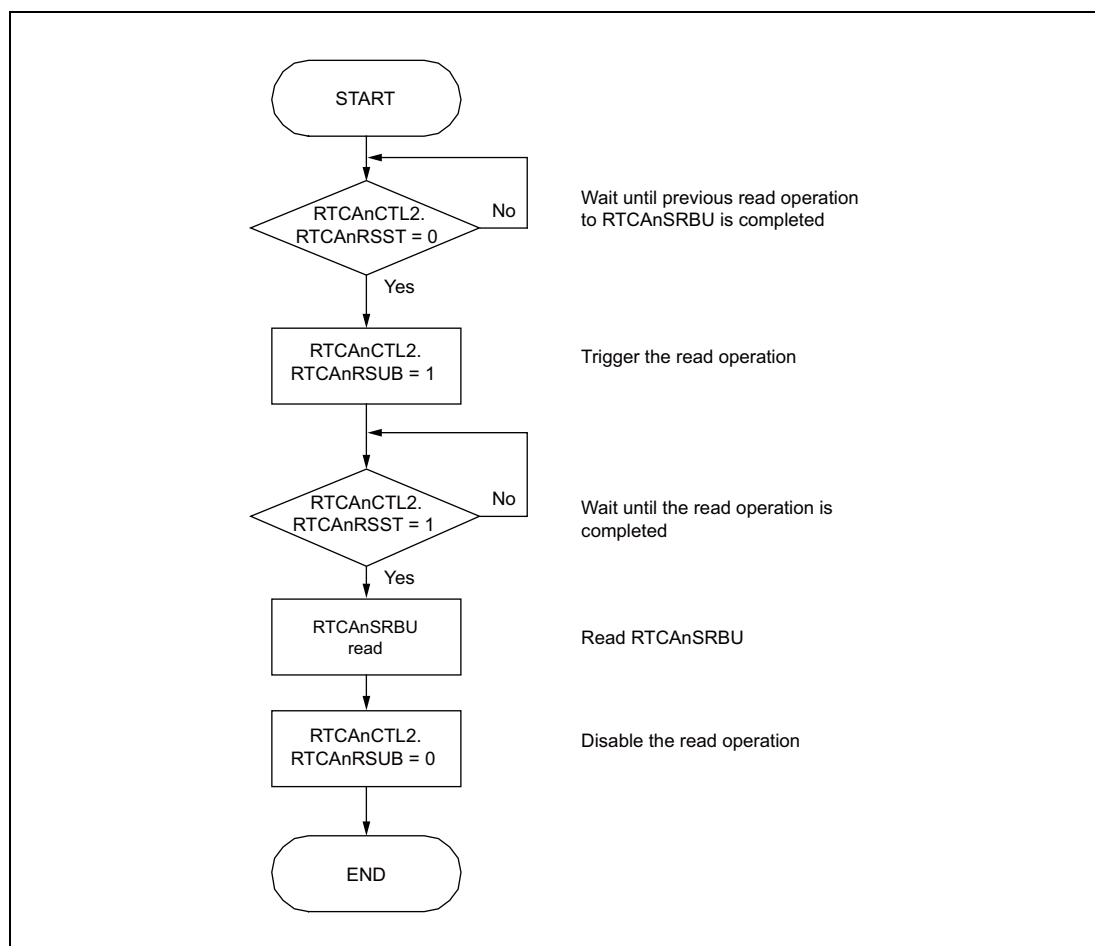 START
RTCAnCTL2.
RTCAnRSST = 0
No
Wait until previous read operation
to RTCAnSRBU is completed
Yes
RTCAnCTL2.
RTCAnRSUB = 1
Trigger the read operation
RTCAnCTL2.
RTCAnRSST = 1
No
Wait until the read operation is
completed
Yes
RTCAnSRBU
read
Read RTCAnSRBU
RTCAnCTL2.
RTCAnRSUB = 0
Disable the read operation
END